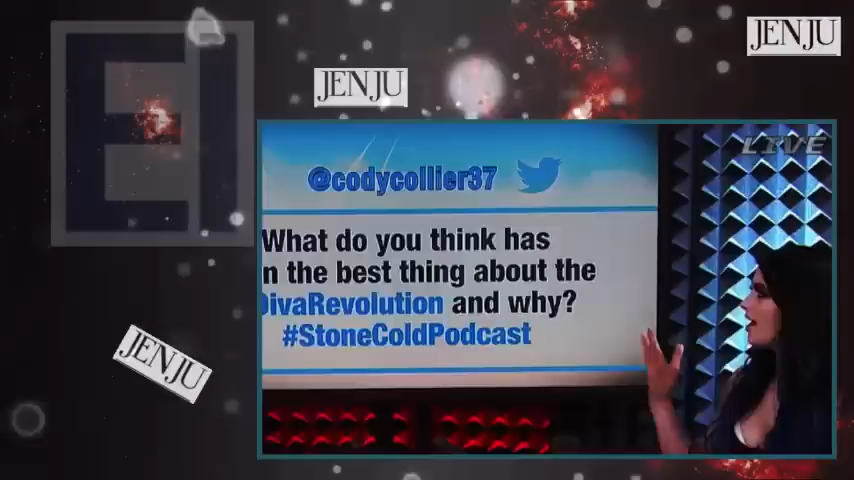 EI
JENJU
JENJU
LIVE
@codycollier37
What do you think has
n the best thing about the
DivaRevolution and why?
#StoneColdPodcast
JENJU